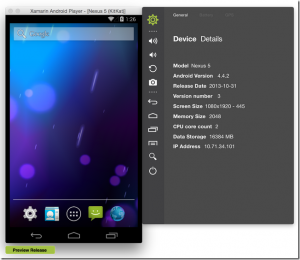 Xamarin Android Player - [Nexus 5 (KitKat)]
1:20
Google
General
Device Details
Model Nexus 5
Android Version 4.4.2
Release Date 2013-10-31
Version number 3
Screen Size 1080x1920 - 445
Memory Size 2048
CPU core count 2
Data Storage 16384 MB
IP Address 10.71.34.101
Preview Release